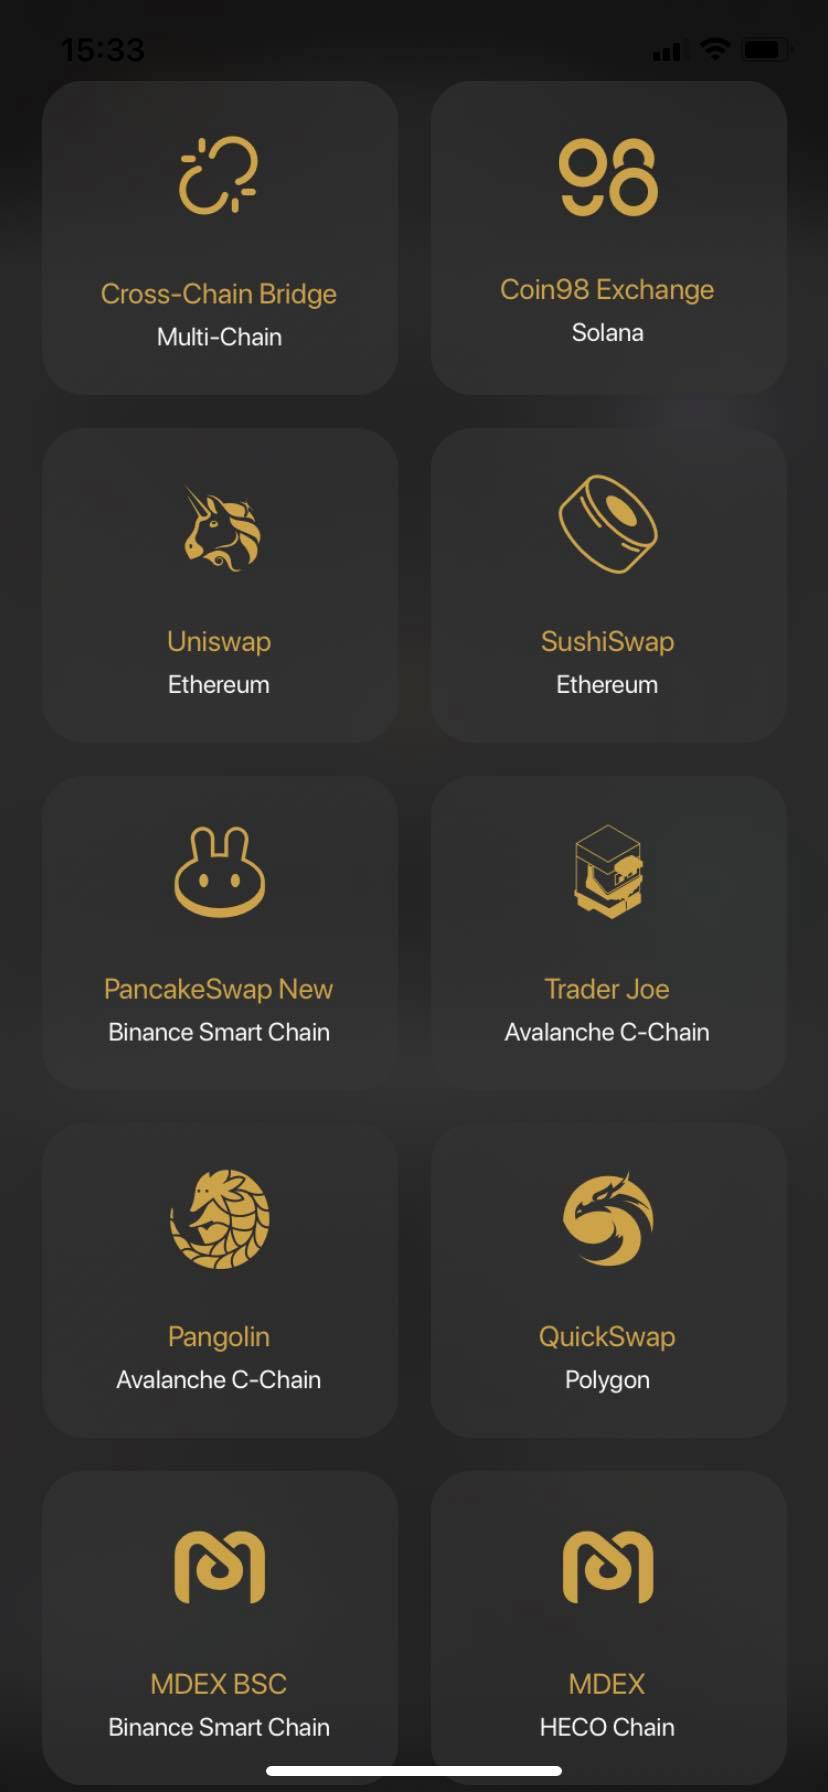 15:33
Cross-Chain Bridge
Multi-Chain
Coin98 Exchange
Solana
Uniswap
Ethereum
SushiSwap
Ethereum
PancakeSwap New
Binance Smart Chain
Trader Joe
Avalanche C-Chain
Pangolin
Avalanche C-Chain
QuickSwap
Polygon
MDEX BSC
Binance Smart Chain
MDEX
HECO Chain